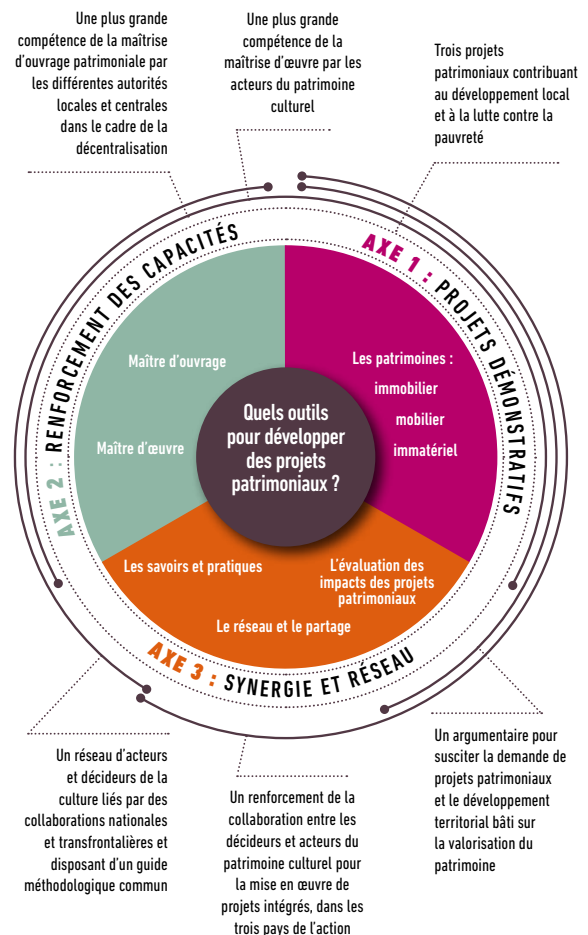 Une plus grande
compétence de la maîtrise
d'ouvrage patrimoniale par
les différentes autorités
locales et centrales
dans le cadre de la
décentralisation
Une plus grande
compétence de la
maîtrise d'œuvre par les
acteurs du patrimoine
culturel
Trois projets
patrimoniaux contribuant
au développement local
et à la lutte contre la
pauvreté
AXE 1 : PROJETS DÉMONSTRATIFS
Les patrimoines :
immobilier
mobilier
immatériel
AXE 2 : RENFORCEMENT DES CAPACITÉS
Maître d'ouvrage
Maître d'œuvre
Quels outils
pour développer
des projets
patrimoniaux ?
Les savoirs et pratiques
L'évaluation des
impacts des projets
patrimoniaux
Le réseau et le partage
AXE 3 : SYNERGIE ET RÉSEAU
Un réseau d'acteurs
et décideurs de la
culture liés par des
collaborations nationales
et transfrontalières et
disposant d'un guide
méthodologique commun
Un renforcement de la
collaboration entre les
décideurs et acteurs du
patrimoine culturel pour
la mise en œuvre de
projets intégrés, dans les
trois pays de l'action
Un argumentaire pour
susciter la demande de
projets patrimoniaux
et le développement
territorial bâti sur
la valorisation du
patrimoine